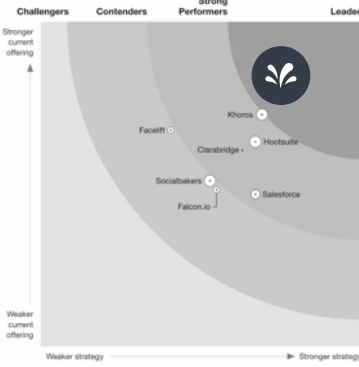 Strong
Challengers Contenders Performers Leade
Stronger
current
offering
Khoros
Facelift
Hootsuite
Clarabridge
Socialbakers
Salesforce
Falcon.io
Weaker
current
offering
Weaker strategy Stronger strategy